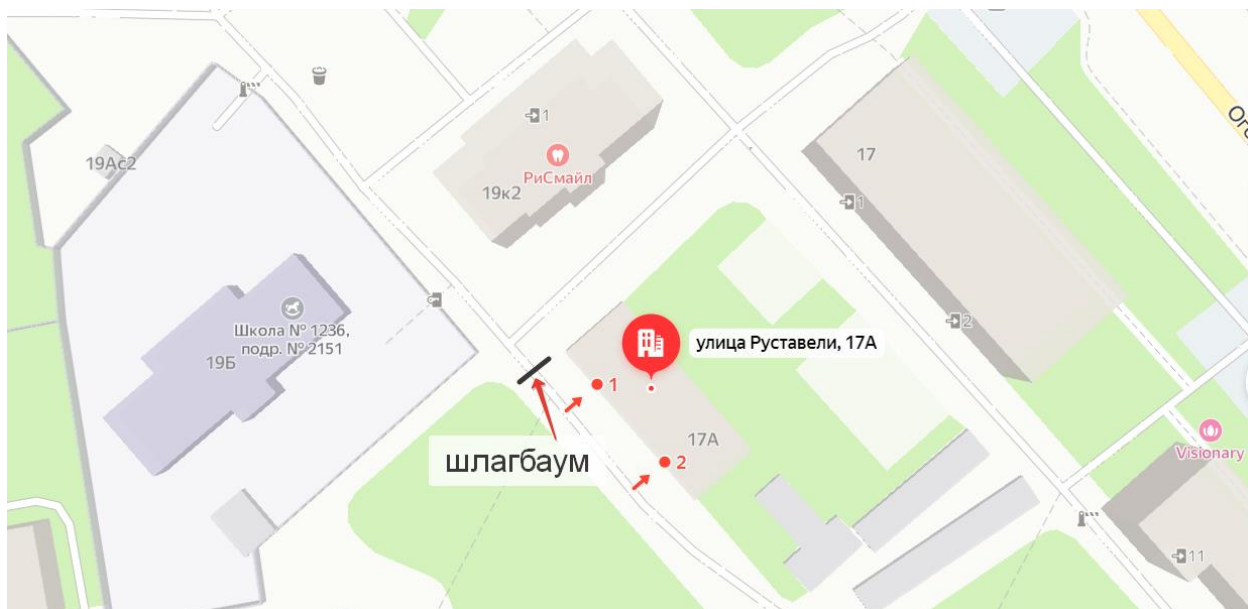 1
19Ас2
17
РиСмайл
Ога
19к2
1
Школа № 1236,
подр. № 2151
улица Руставели, 17А
2
19Б
1
17А
Visionary
шлагбаум
2
11